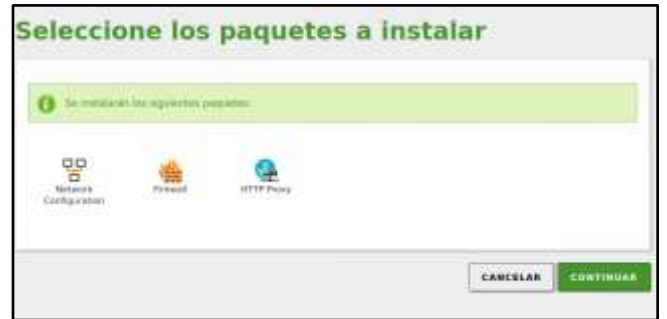 Seleccione los paquetes a instalar
Se instalarán los siguientes paquetes:
Network
Configuration
Firewall
HTTP Proxy
CANCELAR
CONTINUAR